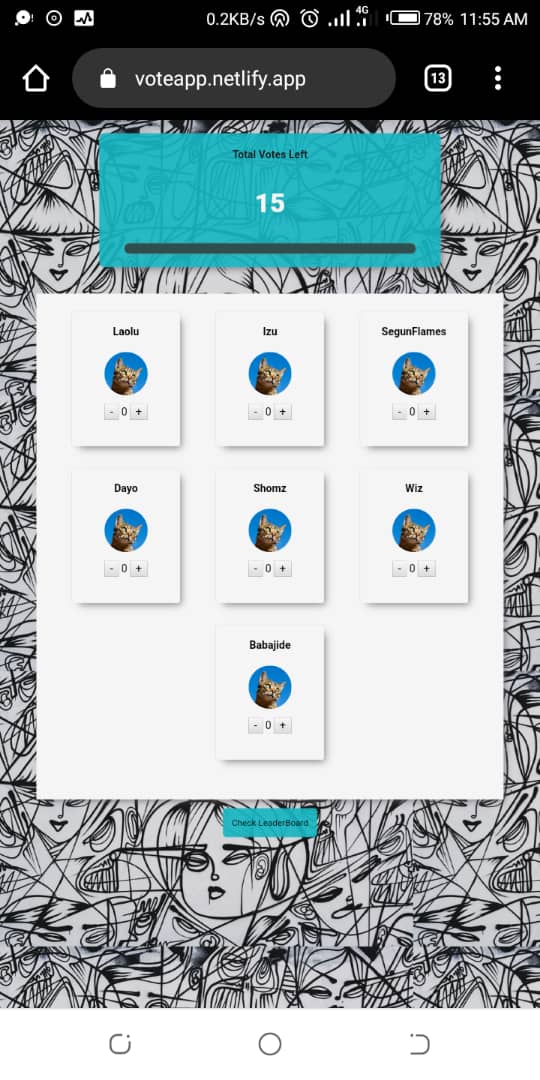 0.2KB/s 4G 78% 11:55 AM
voteapp.netlify.app 13
Total Votes Left
15
Laolu Izu SegunFlames
- 0 + - 0 + - 0 +
Dayo Shomz Wiz
- 0 + - 0 + - 0 +
Babajide
- 0 +
Check LeaderBoard